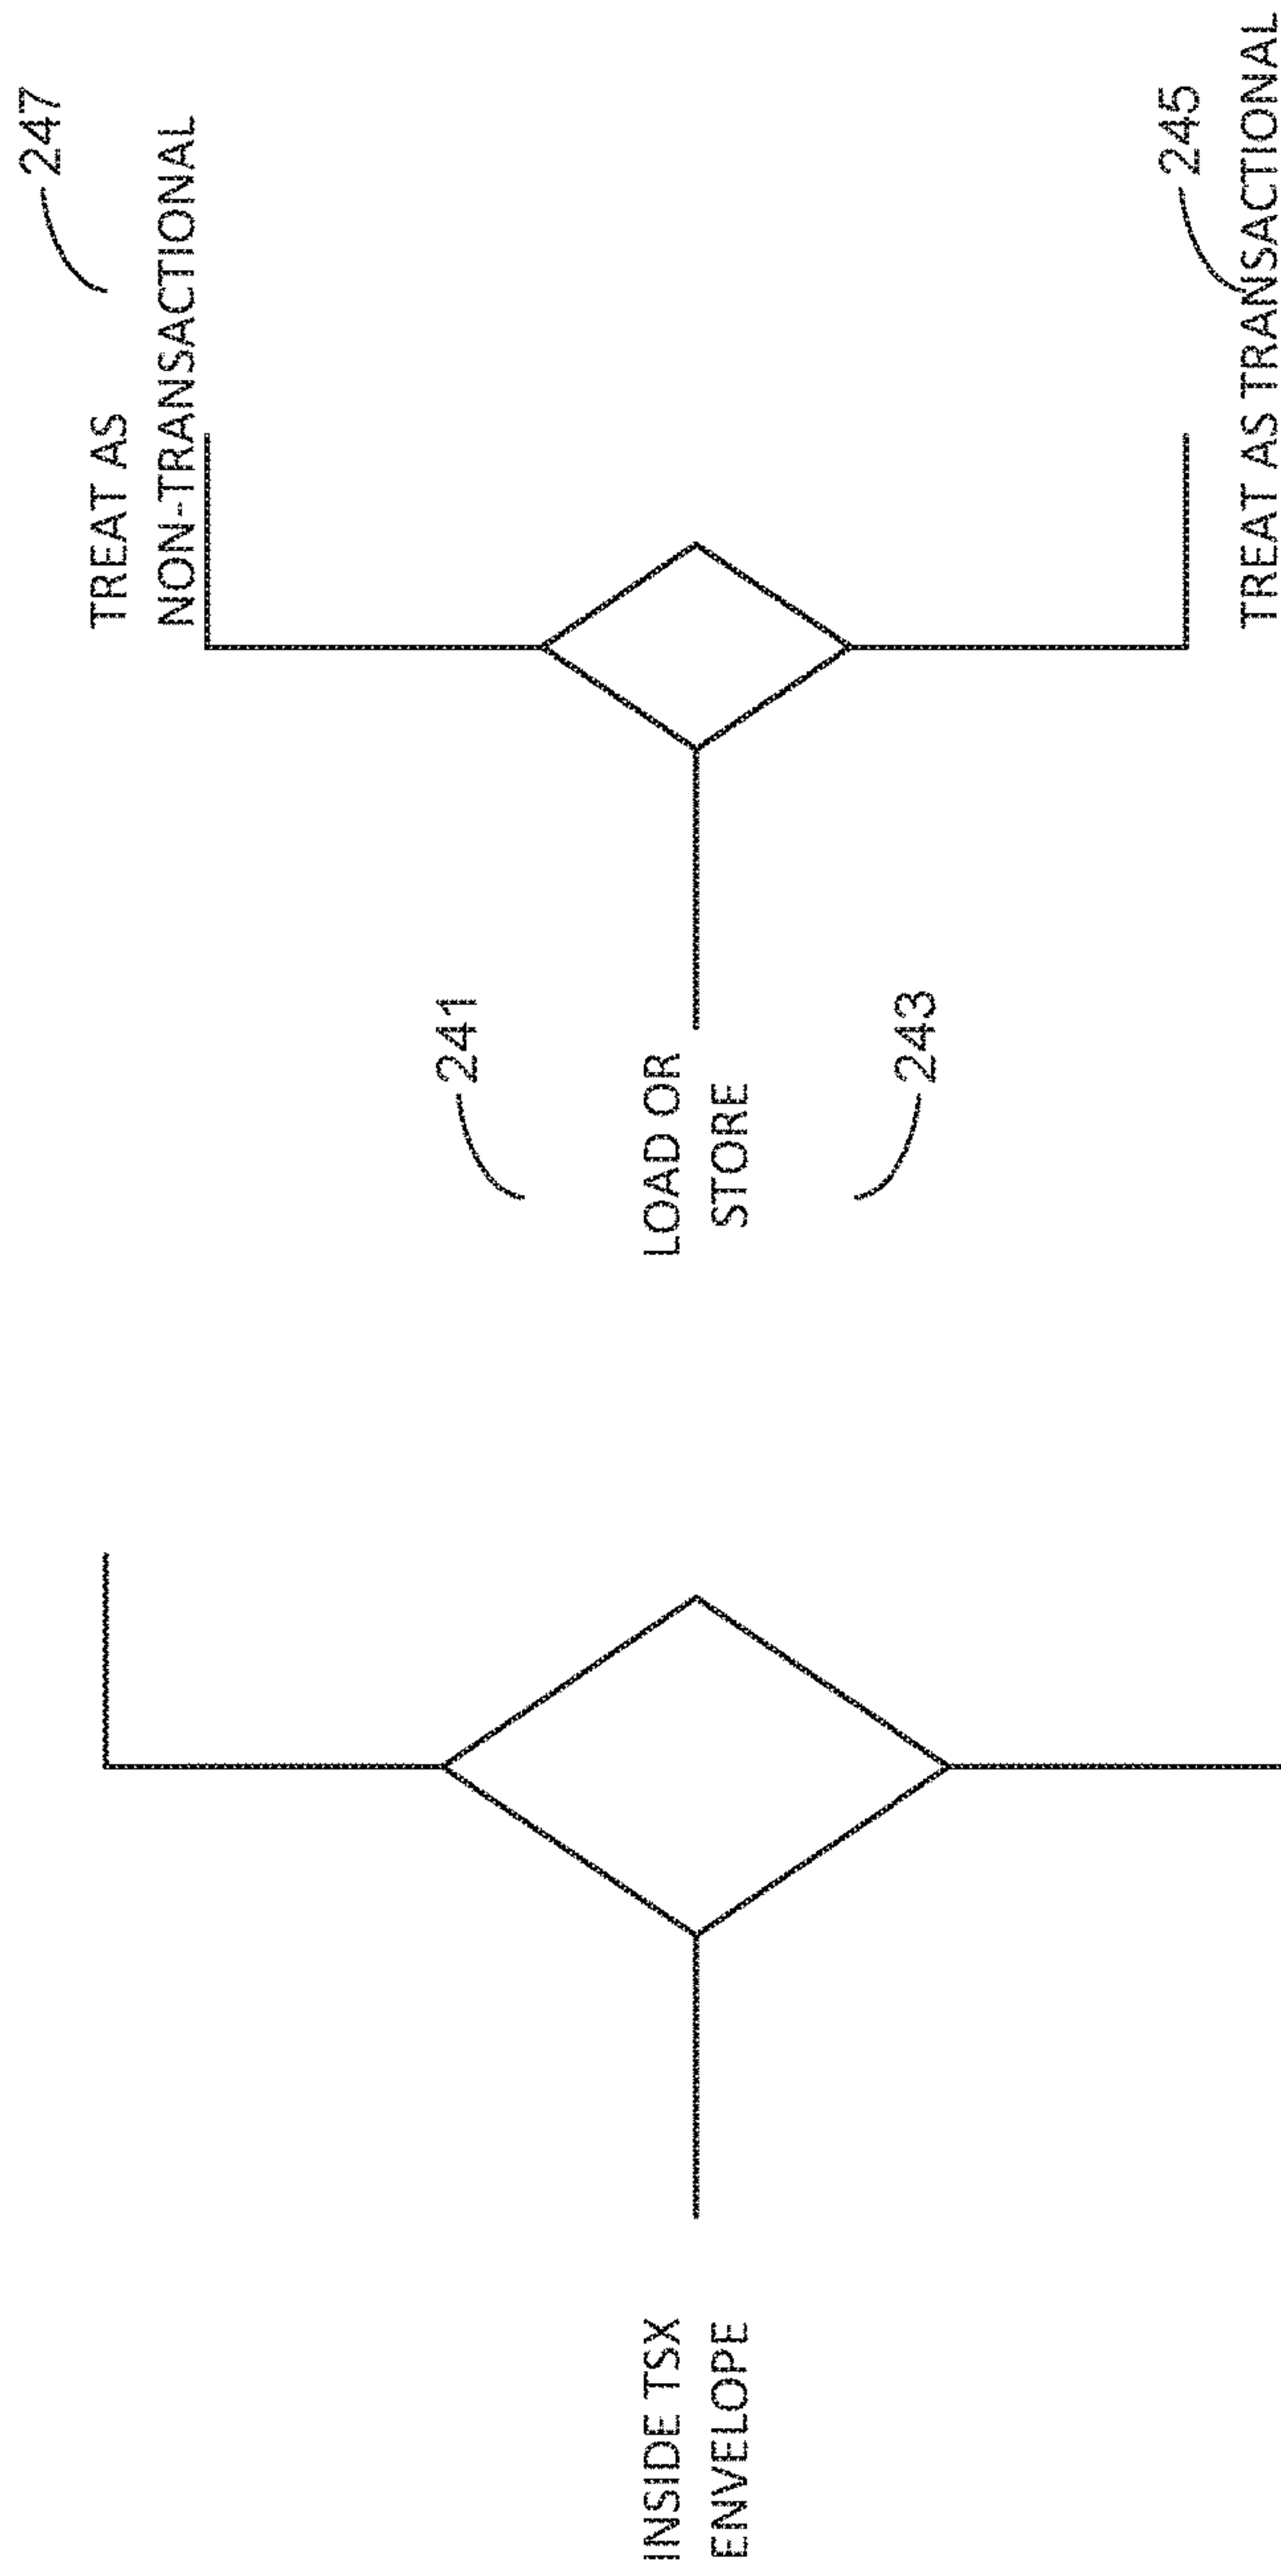 247
TREAT AS
NON-TRANSACTIONAL
241
LOAD OR
STORE
243
245
TREAT AS TRANSACTIONAL
INSIDE TSX
ENVELOPE